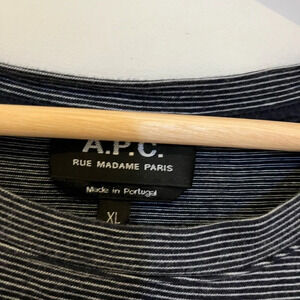 A.P.C.
RUE MADAME PARIS
Made in Portugal
XL